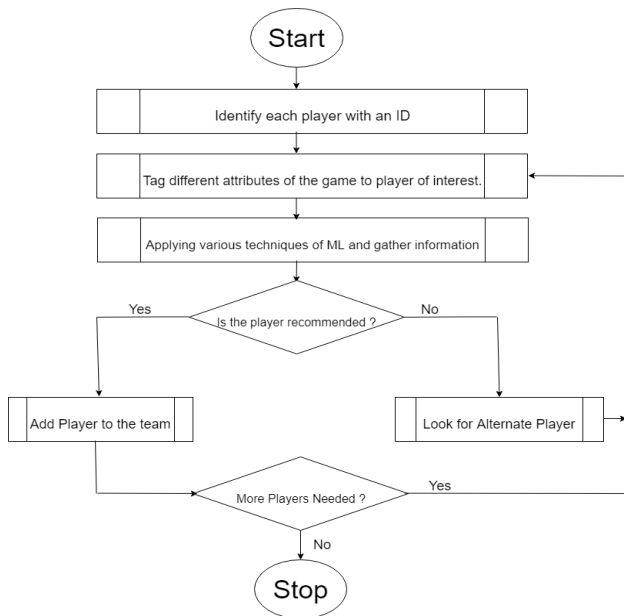 Start
Identify each player with an ID
Tag different attributes of the game to player of interest.
Applying various techniques of ML and gather information
Yes
Is the player recommended ?
No
Add Player to the team
Look for Alternate Player
More Players Needed ?
Yes
No
Stop